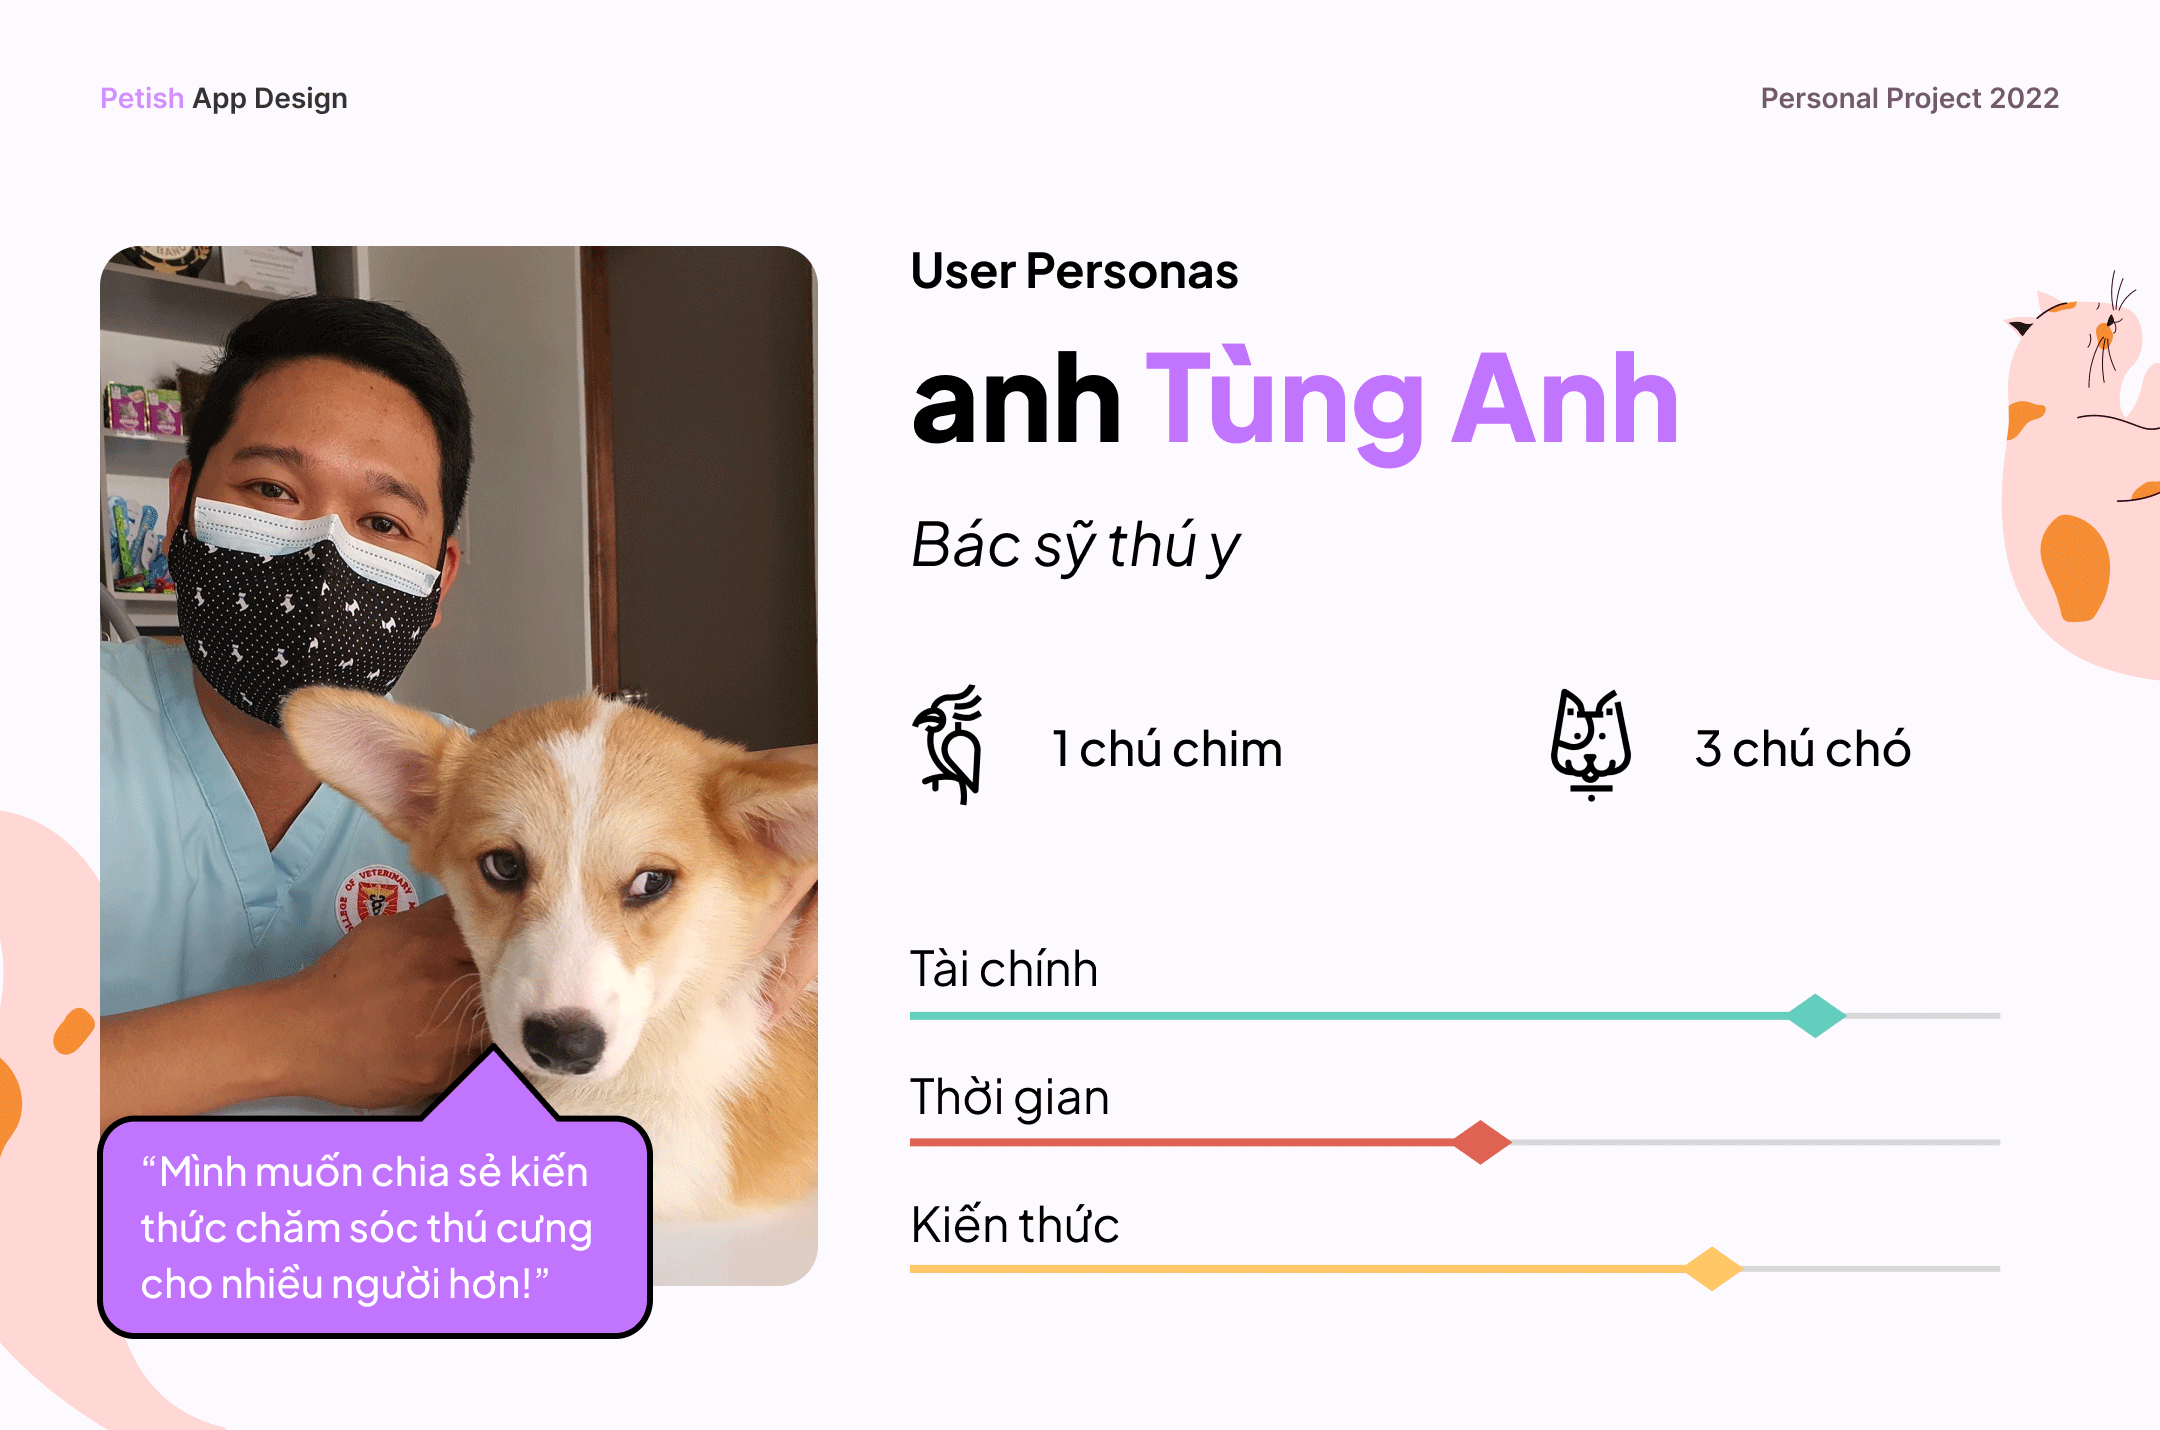 Petish App Design
Personal Project 2022
User Personas
anh Tùng Anh
Bác sỹ thú y
1 chú chim
3 chú chó
Tài chính
Thời gian
Kiến thức
OF VETERINARY
“Mình muốn chia sẻ kiến
thức chăm sóc thú cưng
cho nhiều người hơn!”